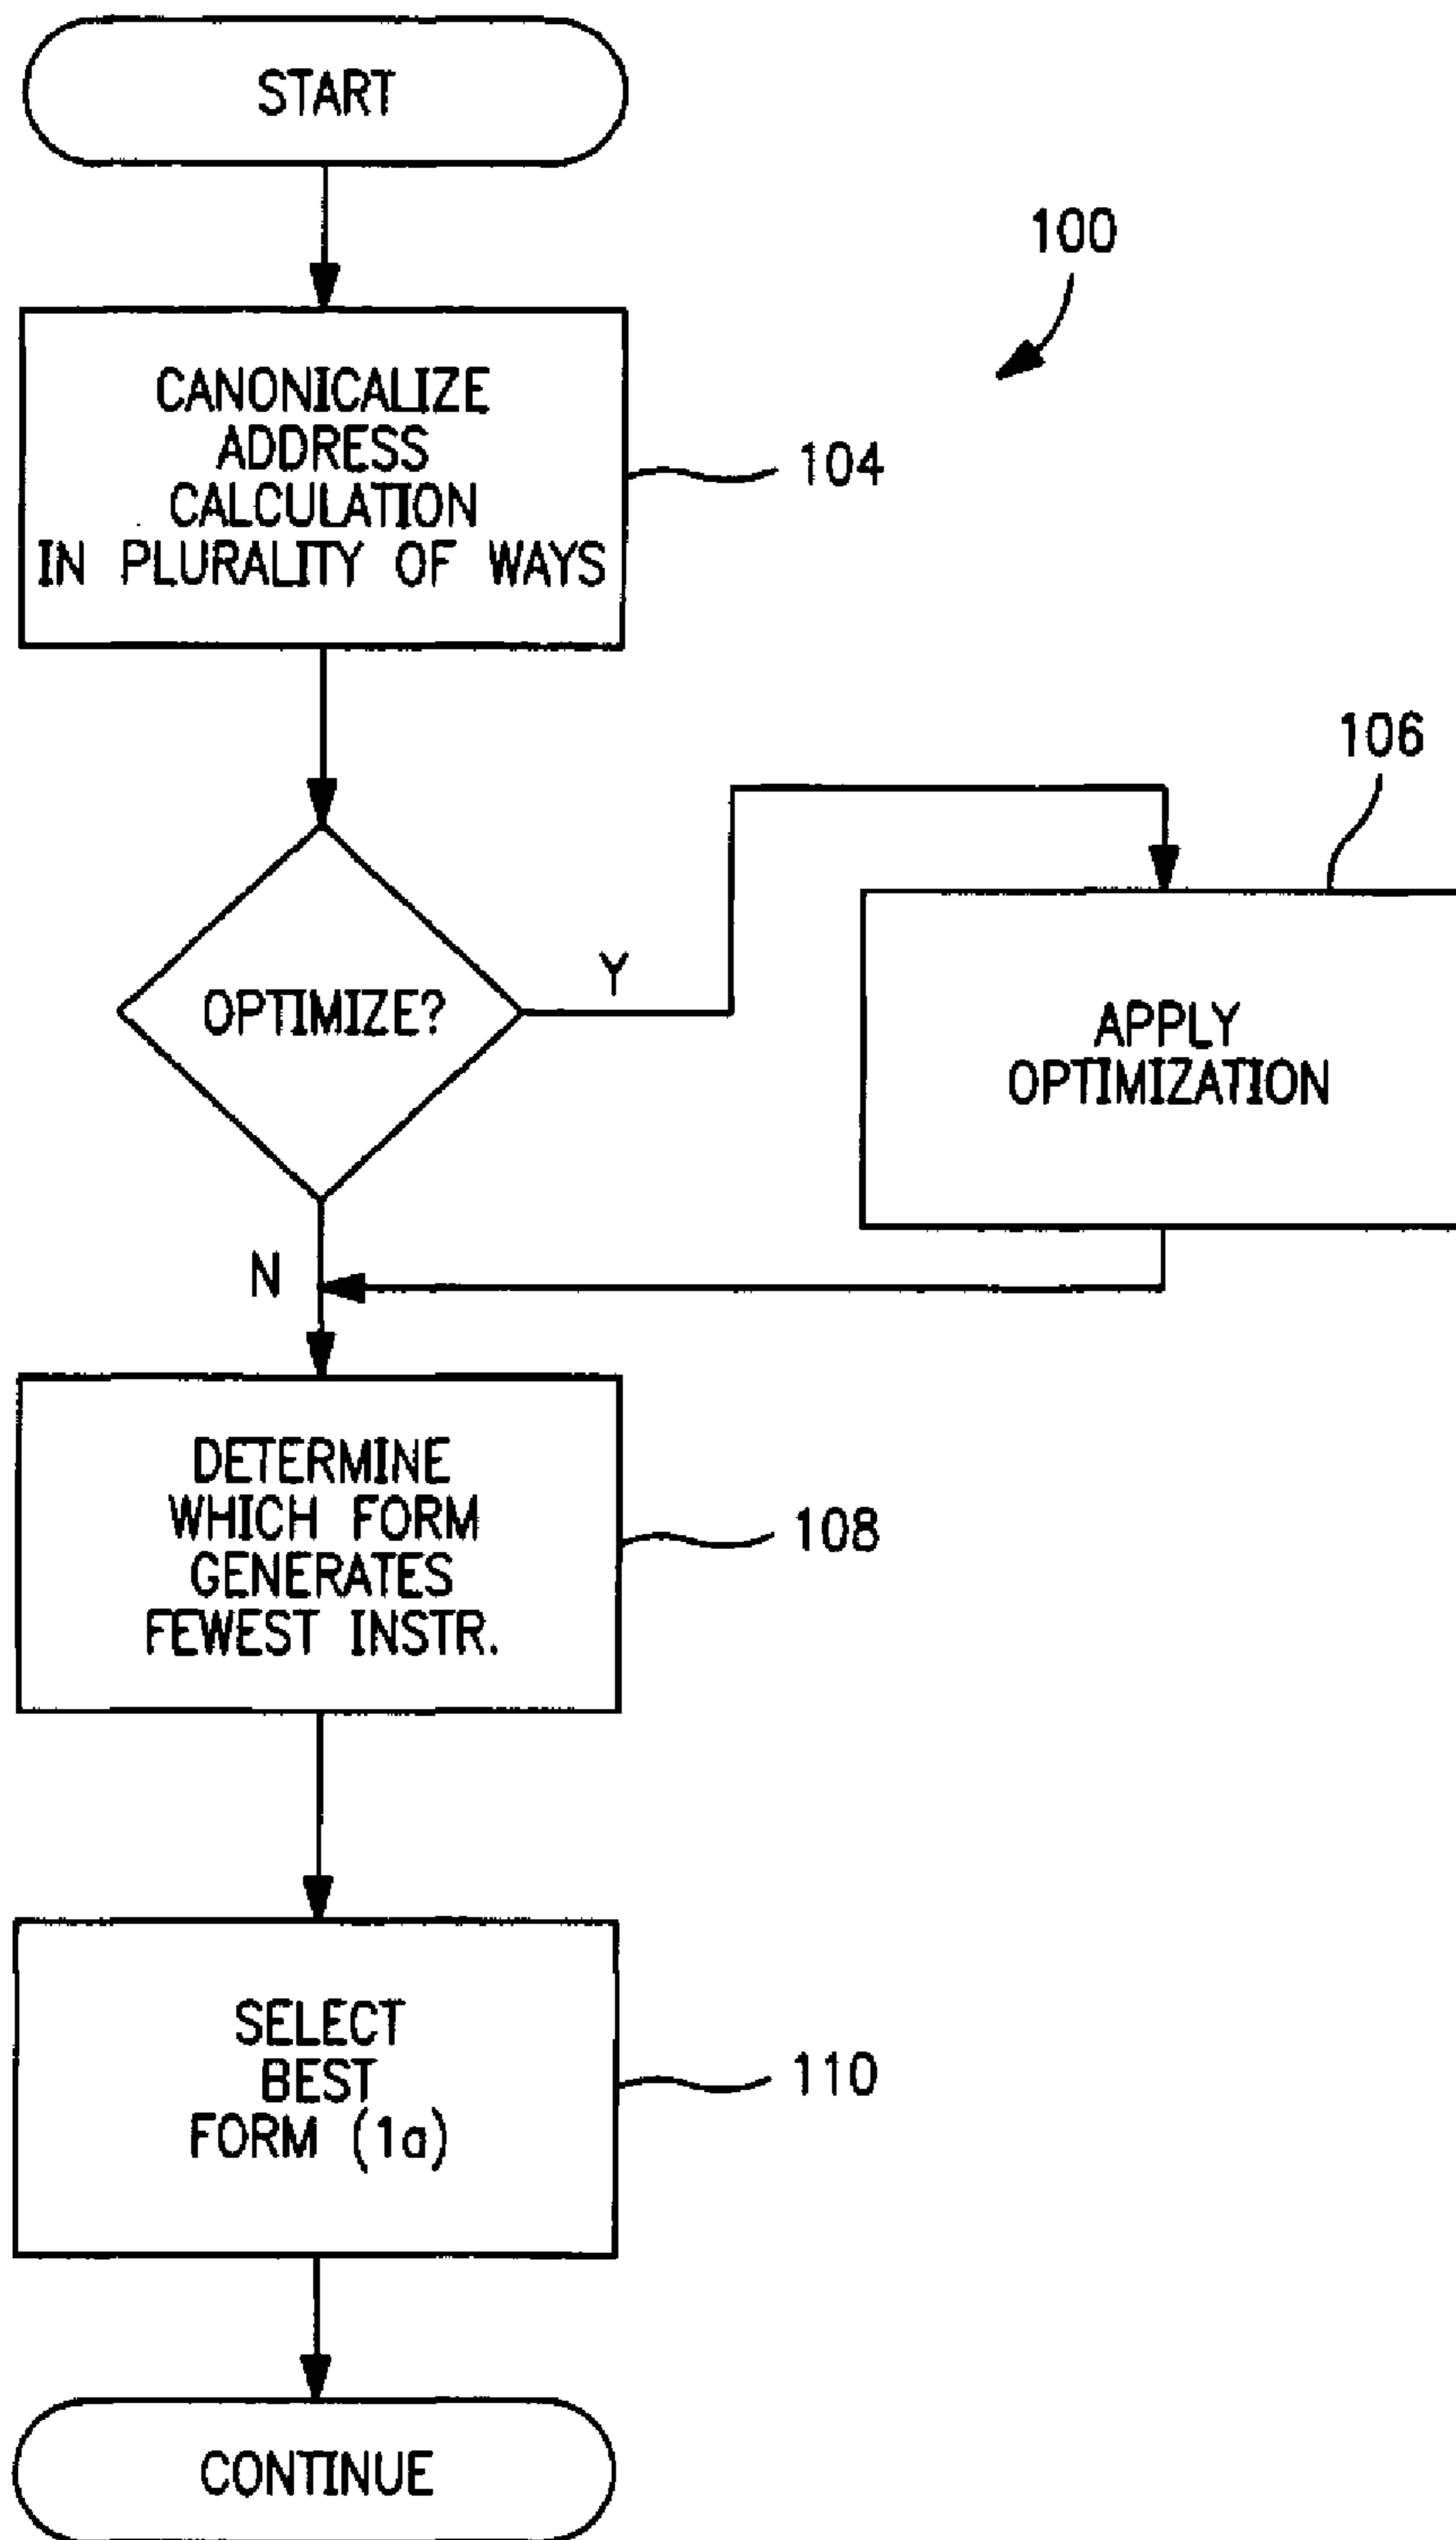 START
100
CANONICALIZE
ADDRESS
CALCULATION
IN PLURALITY OF WAYS
104
106
OPTIMIZE?
Y
APPLY
OPTIMIZATION
N
DETERMINE
WHICH FORM
GENERATES
FEWEST INSTR.
108
SELECT
BEST
FORM (1a)
110
CONTINUE